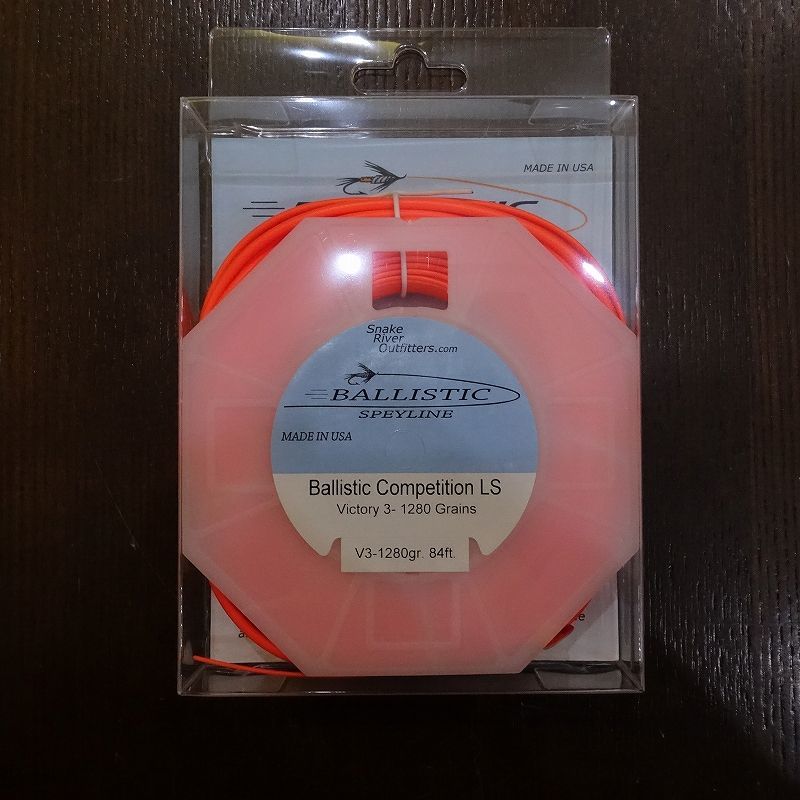 MADE IN USA
BALLISTIC
Snake
River
Outfitters.com
BALLISTIC
SPEYLINE
MADE IN USA
Ballistic Competition LS
Victory 3- 1280 Grains
V3-1280gr. 84ft.